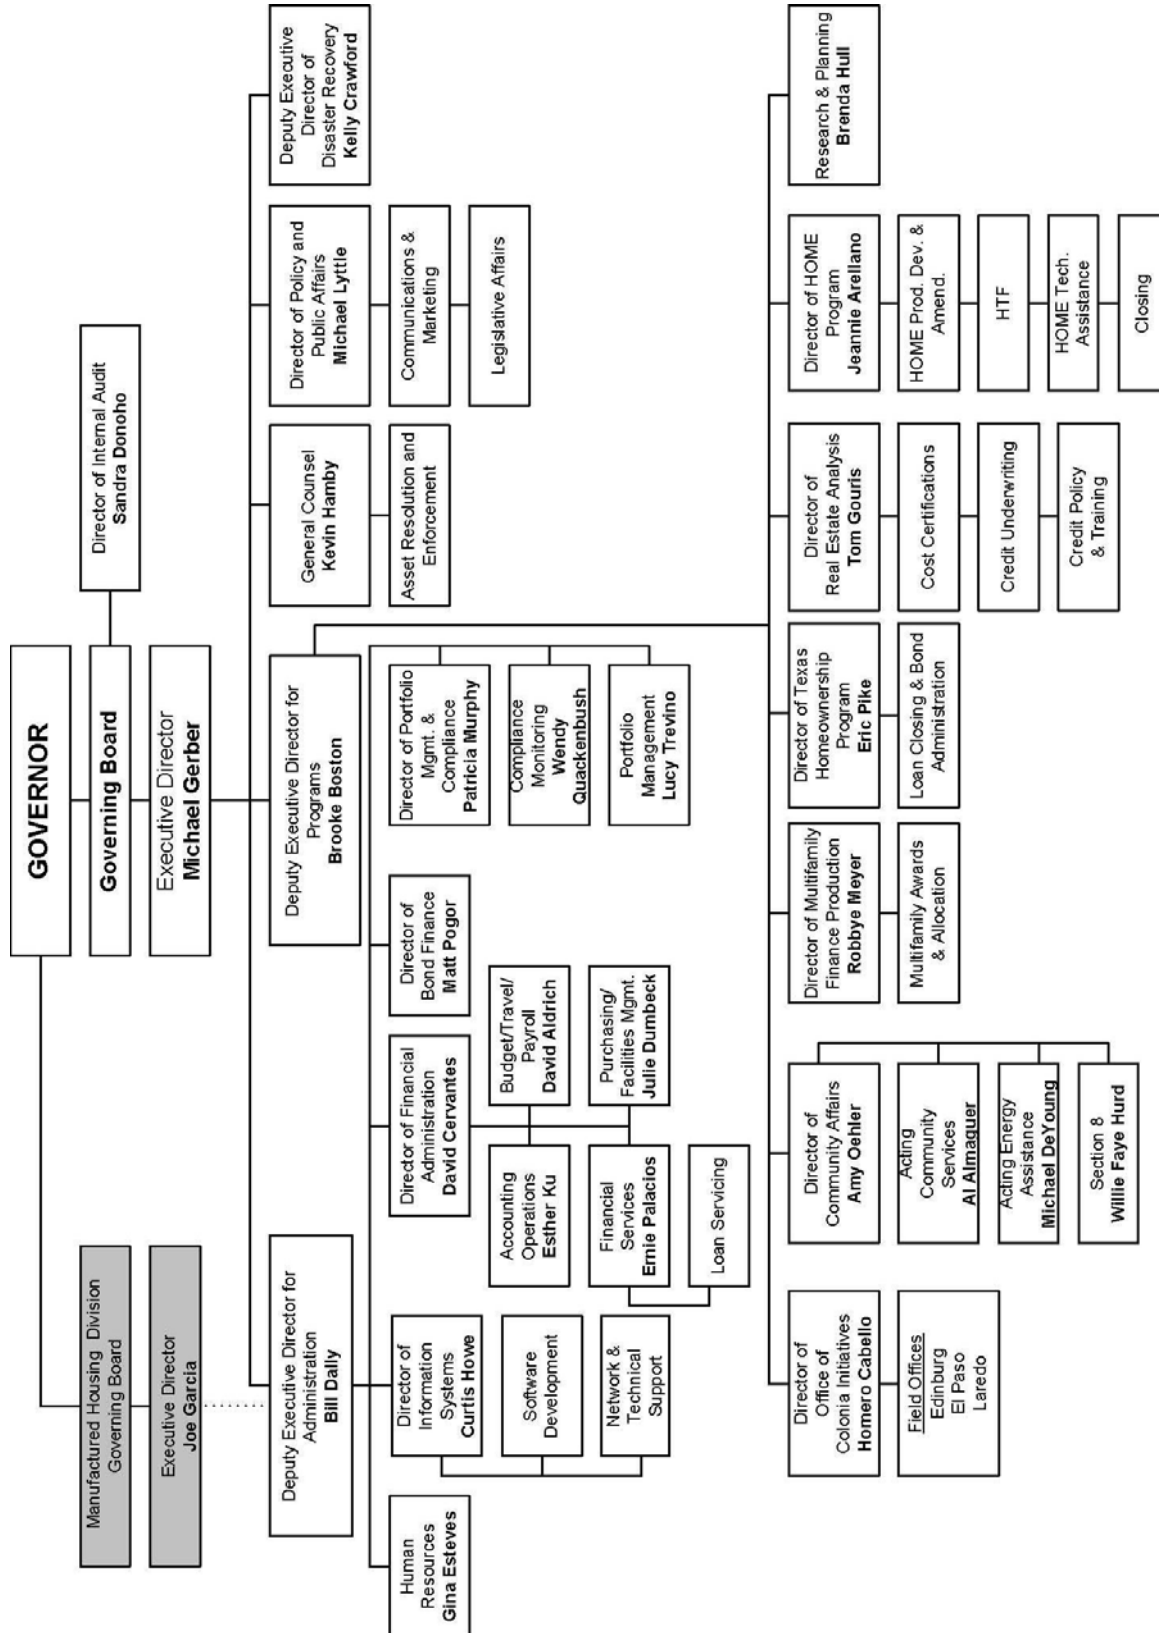 GOVERNOR
Manufactured Housing Division
Governing Board
Governing Board
Director of Internal Audit
Sandra Donoho
Executive Director
Joe Garcia
Executive Director
Michael Gerber
Deputy Executive Director for
Administration
Bill Dally
Deputy Executive Director for
Programs
Brooke Boston
General Counsel
Kevin Hamby
Director of Policy and
Public Affairs
Michael Lyttle
Deputy Executive
Director of
Disaster Recovery
Kelly Crawford
Asset Resolution and
Enforcement
Communications &
Marketing
Legislative Affairs
Human
Resources
Gina Esteves
Director of
Information
Systems
Curtis Howe
Software
Development
Network &
Technical
Support
Director of Financial
Administration
David Cervantes
Accounting
Operations
Esther Ku
Budget/Travel/
Payroll
David Aldrich
Financial
Services
Ernie Palacios
Purchasing/
Facilities Mgmt.
Julie Dumbeck
Loan Servicing
Director of
Bond Finance
Matt Pogor
Director of Portfolio
Mgmt. &
Compliance
Patricia Murphy
Compliance
Monitoring
Wendy
Quackenbush
Portfolio
Management
Lucy Trevino
Director of
Office of
Colonia Initiatives
Homero Cabello
Field Offices
Edinburg
El Paso
Laredo
Director of
Community Affairs
Amy Oehler
Acting
Community
Services
Al Almaguer
Acting Energy
Assistance
Michael DeYoung
Section 8
Willie Faye Hurd
Director of Multifamily
Finance Production
Robbye Meyer
Multifamily Awards
& Allocation
Director of Texas
Homeownership
Program
Eric Pike
Loan Closing & Bond
Administration
Director of
Real Estate Analysis
Tom Gouris
Cost Certifications
Credit Underwriting
Credit Policy
& Training
Director of HOME
Program
Jeannie Arellano
HOME Prod. Dev. &
Amend.
HTF
HOME Tech.
Assistance
Closing
Research & Planning
Brenda Hull